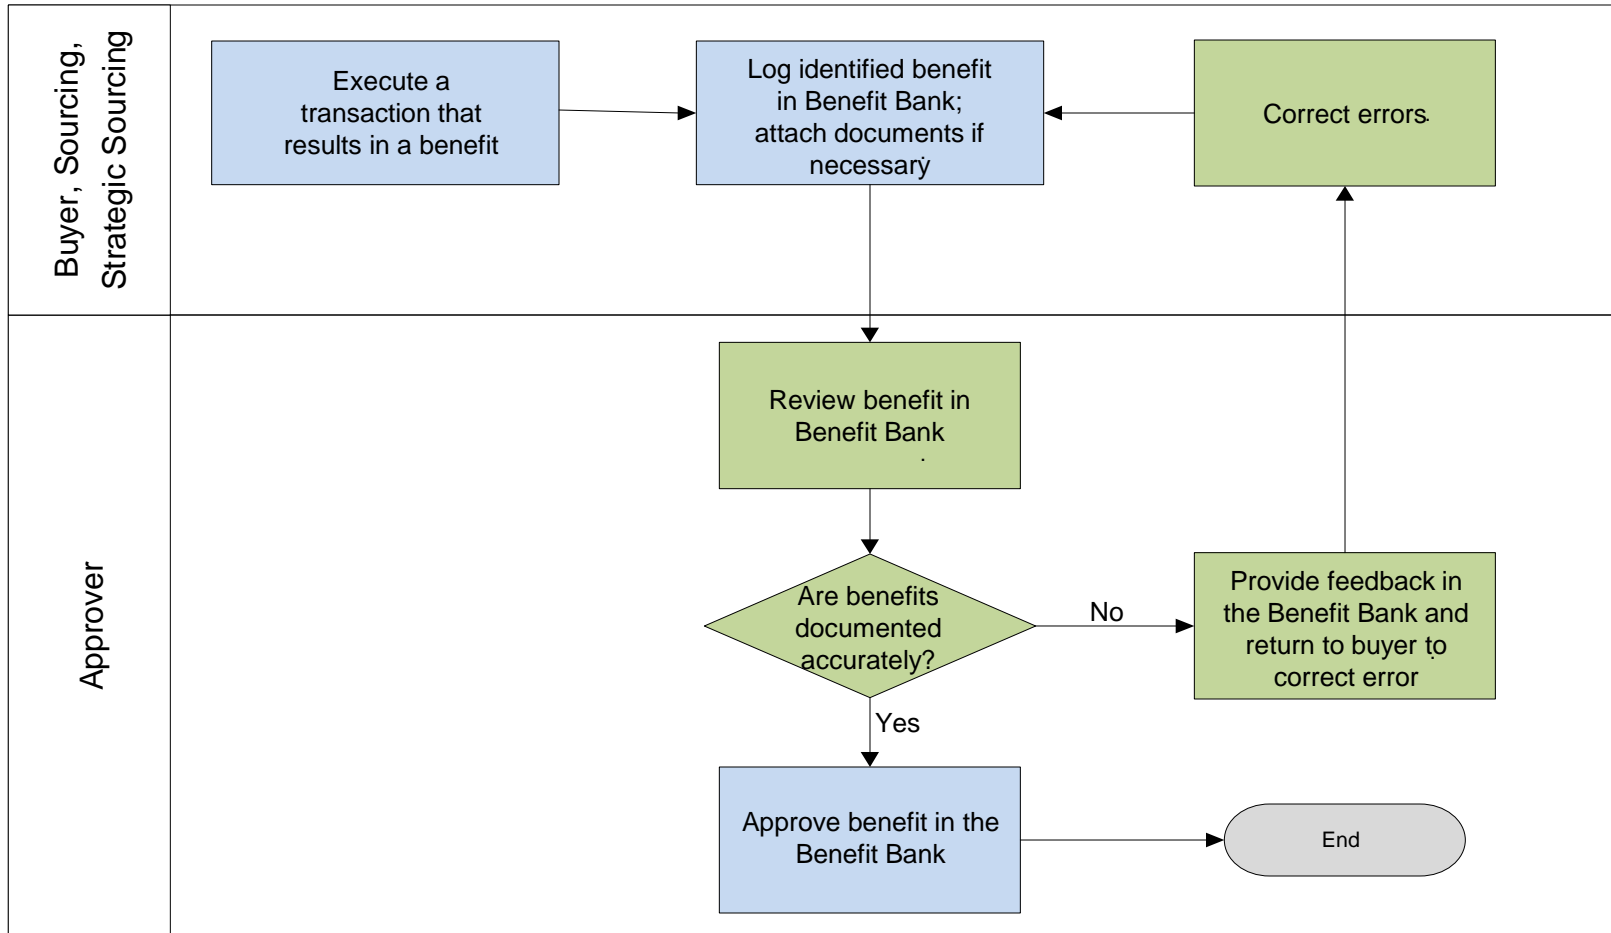 Buyer, Sourcing,
Strategic Sourcing
Execute a
transaction that
results in a benefit
Log identified benefit
in Benefit Bank;
attach documents if
necessary
Correct errors.
Approver
Review benefit in
Benefit Bank
.
Are benefits
documented
accurately?
No
Provide feedback in
the Benefit Bank and
return to buyer to
correct error
Yes
Approve benefit in the
Benefit Bank
End